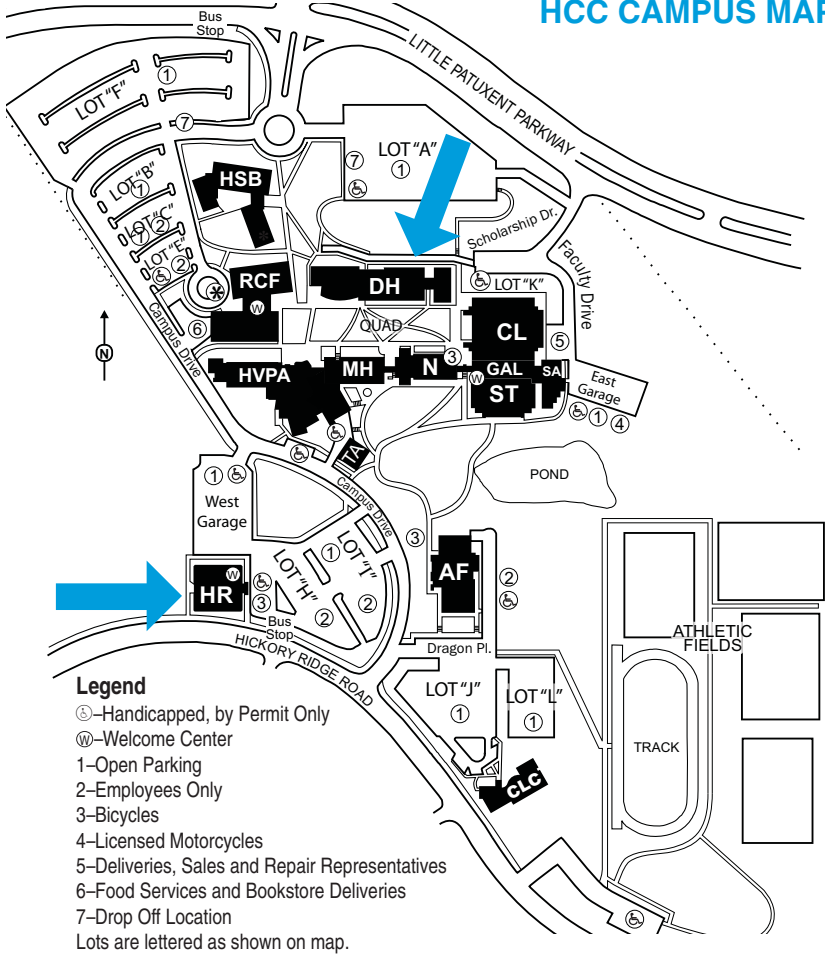 HCC CAMPUS MAP
Bus
Stop
LITTLE PATUXENT PARKWAY
1
LOT "F"
7
LOT "A"
1
7
HSB
LOT "B"
7
LOT "C"
7 2
LOT "E"
2
Scholarship Dr.
Faculty Drive
RCF
W
DH
LOT "K"
6
QUAD
CL
5
N
Campus Drive
HVPA
MH
N
3
W
GAL
SA
ST
East
Garage
1 4
TA
POND
1
West
Garage
Campus Drive
3
LOT "I"
1
LOT "H"
2
2
AF
2
HR
W
3
Bus
Stop
HICKORY RIDGE ROAD
Dragon Pl.
ATHLETIC
FIELDS
LOT "J"
1
LOT "L"
1
TRACK
CLC
Legend
–Handicapped, by Permit Only
W–Welcome Center
1–Open Parking
2–Employees Only
3–Bicycles
4–Licensed Motorcycles
5–Deliveries, Sales and Repair Representatives
6–Food Services and Bookstore Deliveries
7–Drop Off Location
Lots are lettered as shown on map.